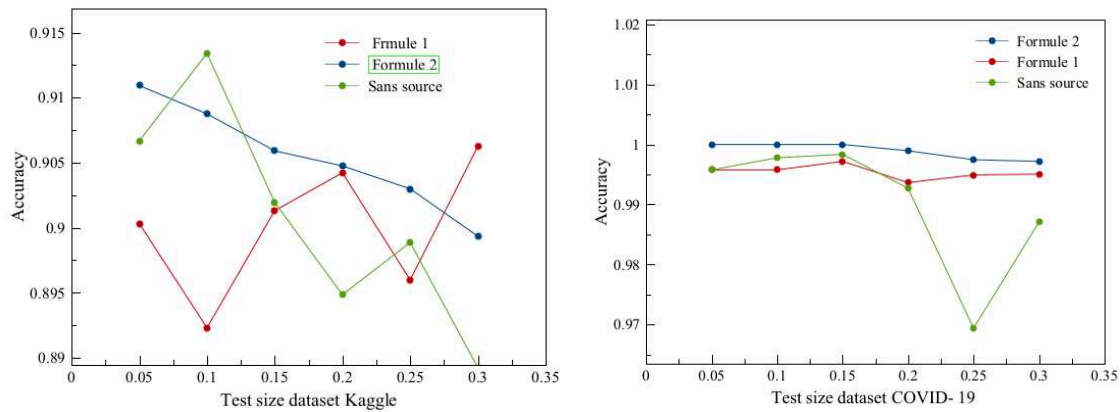 0.915
0.91
0.905
0.9
0.895
0.89
Accuracy
Frmule 1
Formule 2
Sans source
0
0.05
0.1
0.15
0.2
0.25
0.3
0.35
Test size dataset Kaggle
1.02
1.01
1
0.99
0.98
0.97
Accuracy
Formule 2
Formule 1
Sans source
0
0.05
0.1
0.15
0.2
0.25
0.3
0.35
Test size dataset COVID- 19